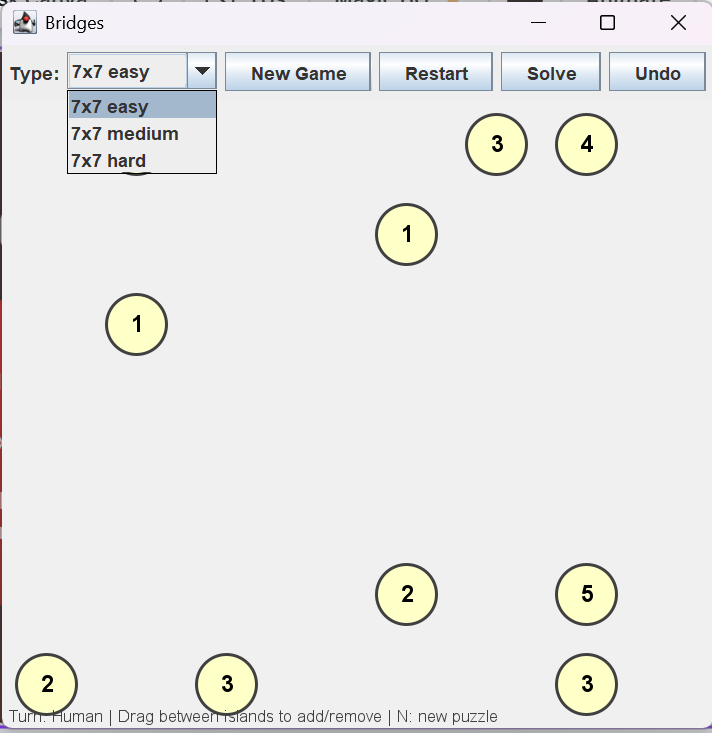 Bridges
Type: 7x7 easy New Game Restart Solve Undo
7x7 easy
7x7 medium
7x7 hard
3 4
1
1
2 5
2 3 3
Turn: Human | Drag between islands to add/remove | N: new puzzle